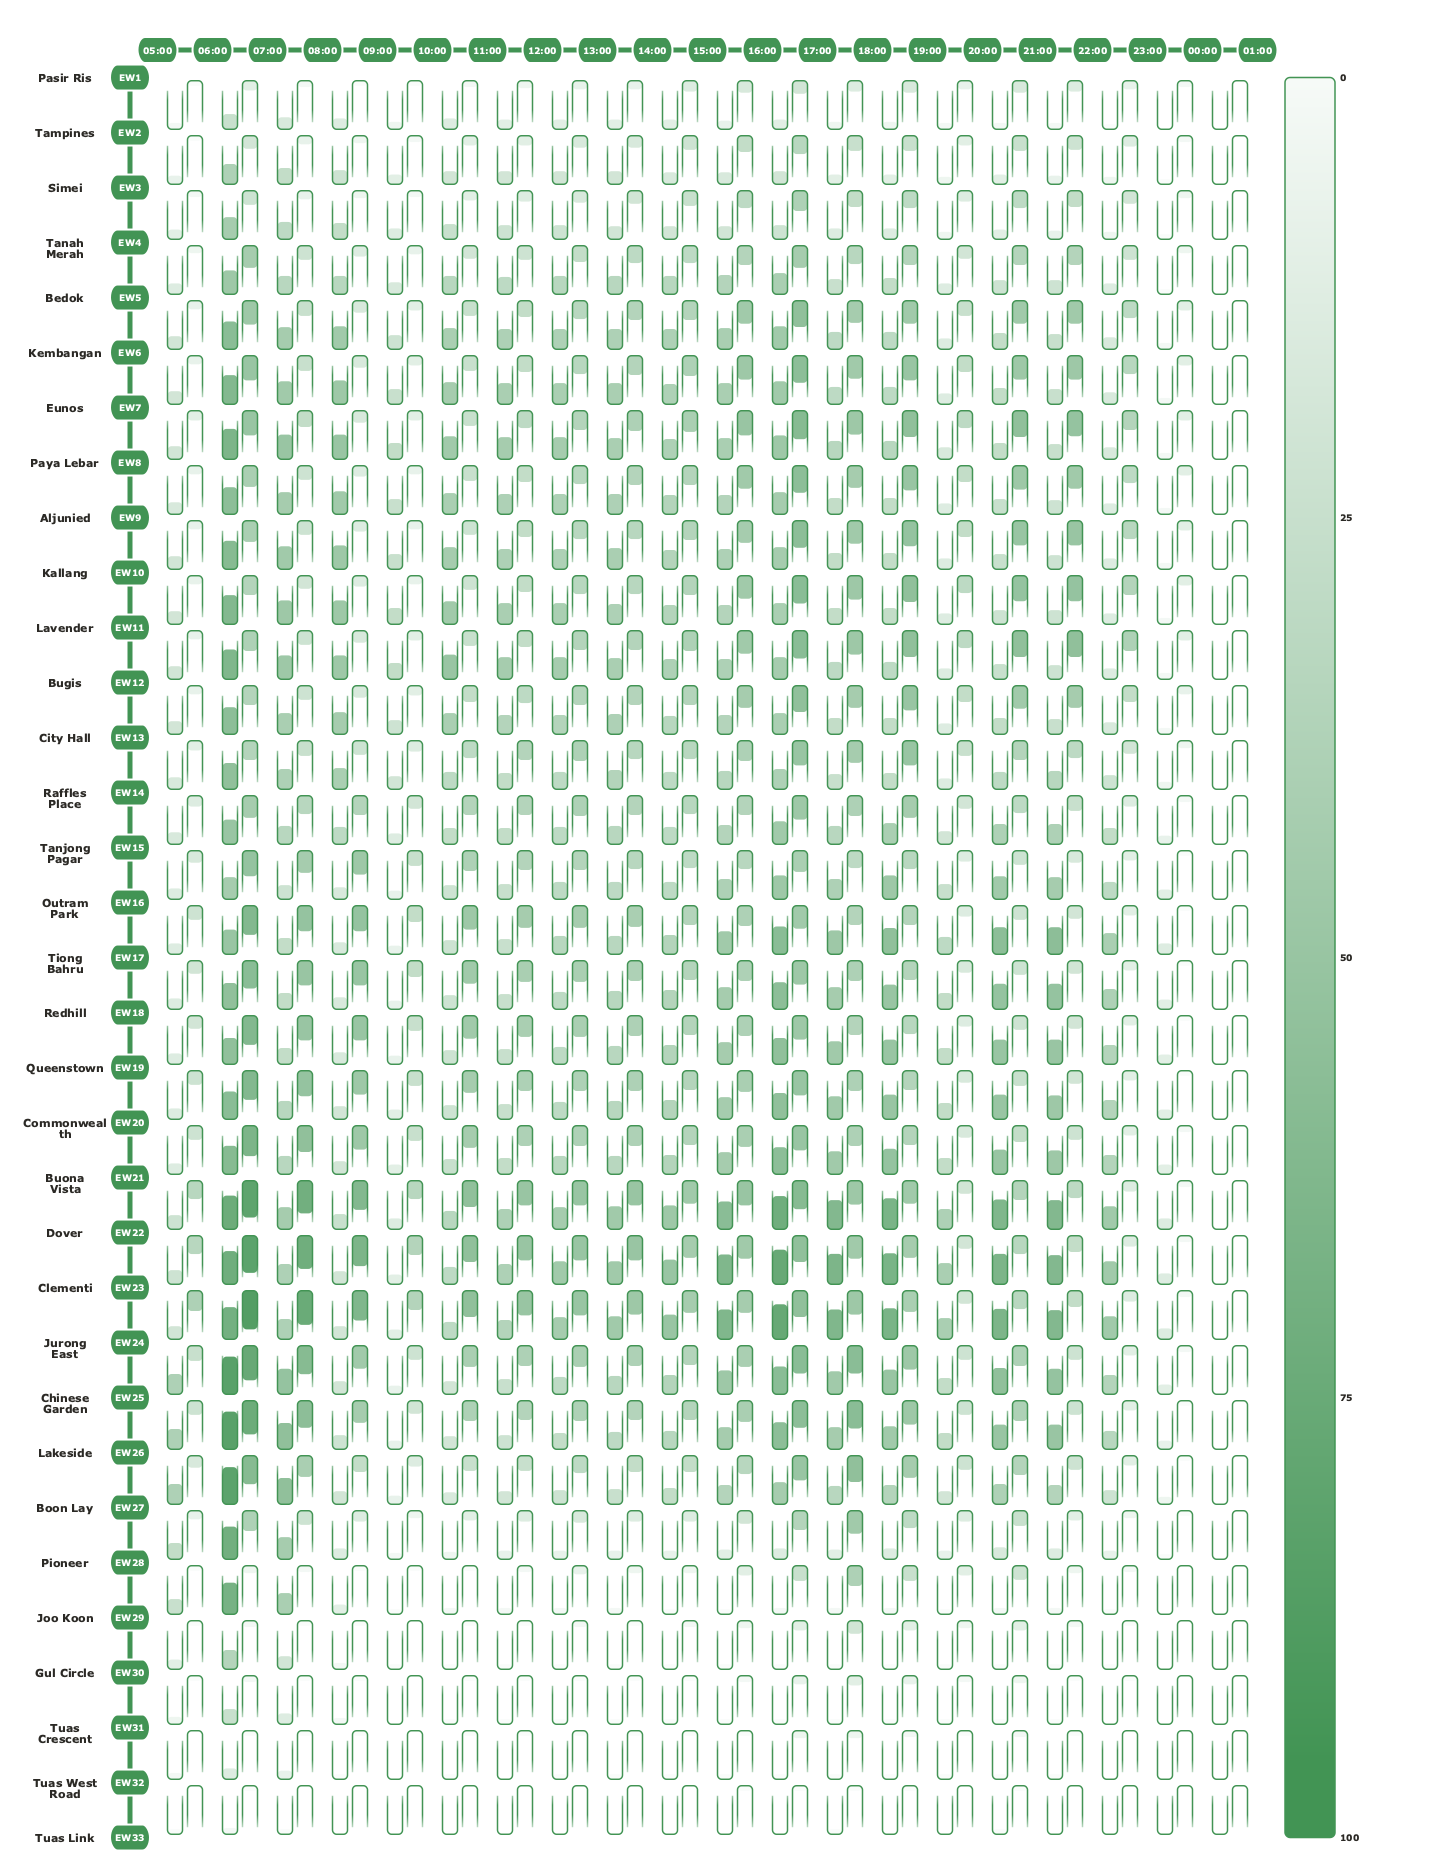 05:00 06:00 07:00 08:00 09:00 10:00 11:00 12:00 13:00 14:00 15:00 16:00 17:00 18:00 19:00 20:00 21:00 22:00 23:00 00:00 01:00
Pasir Ris EW1 0
Tampines EW2
Simei EW3
Tanah
Merah EW4
Bedok EW5
Kembangan EW6
Eunos EW7
Paya Lebar EW8
Aljunied EW9 25
Kallang EW10
Lavender EW11
Bugis EW12
City Hall EW13
Raffles
Place EW14
Tanjong
Pagar EW15
Outram
Park EW16
Tiong
Bahru EW17 50
Redhill EW18
Queenstown EW19
Commonweal
th EW20
Buona
Vista EW21
Dover EW22
Clementi EW23
Jurong
East EW24
Chinese
Garden EW25 75
Lakeside EW26
Boon Lay EW27
Pioneer EW28
Joo Koon EW29
Gul Circle EW30
Tuas
Crescent EW31
Tuas West
Road EW32
Tuas Link EW33 100